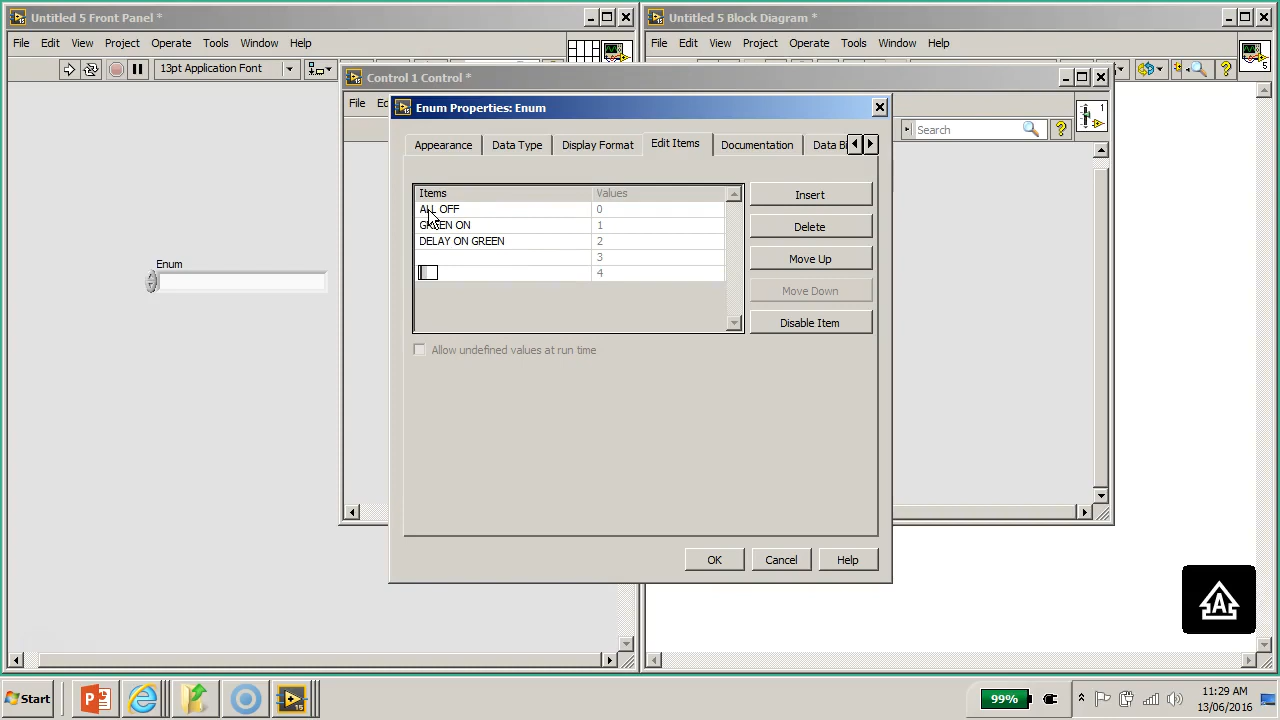 Untitled 5 Front Panel *
File Edit View Project Operate Tools Window Help
13pt Application Font
Untitled 5 Block Diagram *
File Edit View Project Operate Tools Window Help
Control 1 Control *
File
Search
1
Enum Properties: Enum
Appearance Data Type Display Format Edit Items Documentation
Items Values
ALL OFF 0
GREEN ON 1
DELAY ON GREEN 2
3
4
Insert
Delete
Move Up
Move Down
Disable Item
Allow undefined values at run time
OK Cancel Help
Enum
A
Start
99%
11:29 AM
13/06/2016